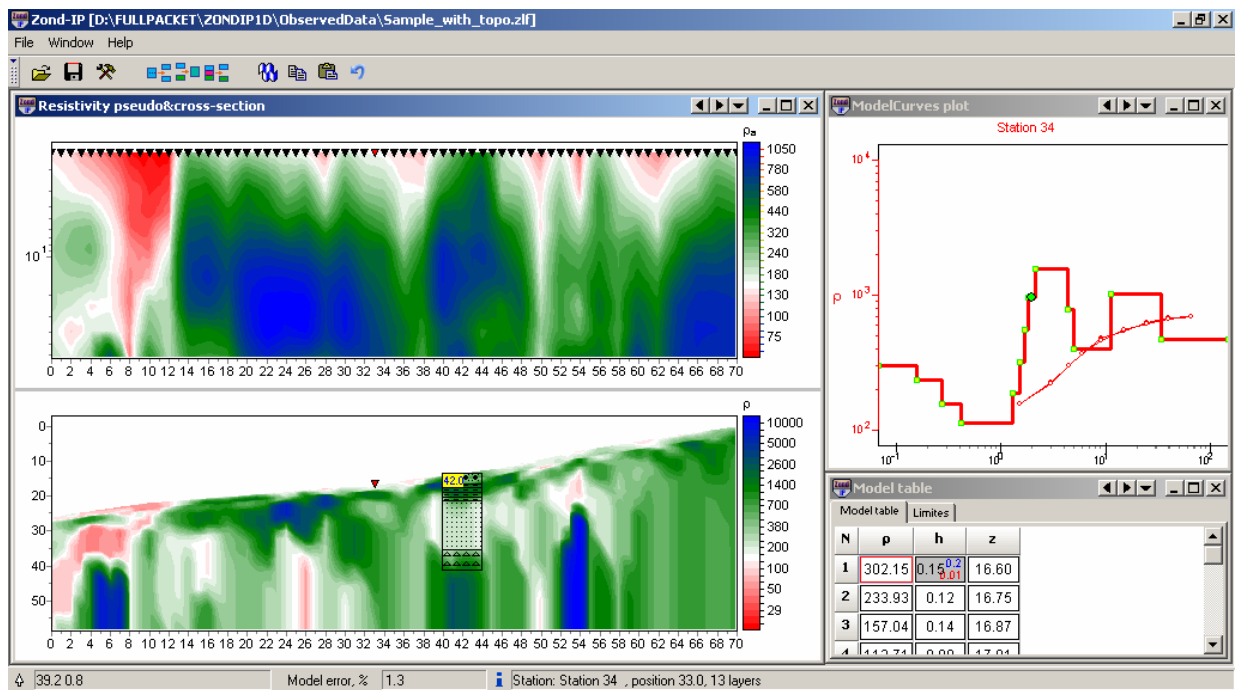 Zond-IP [D:\FULLPACKET\ZONDIP1D\ObservedData\Sample_with_topo.zlf]
File Window Help
Resistivity pseudo&cross-section
ρa
1050
780
580
440
320
240
180
130
100
75
10¹
0 2 4 6 8 10 12 14 16 18 20 22 24 26 28 30 32 34 36 38 40 42 44 46 48 50 52 54 56 58 60 62 64 66 68 70
ρ
10000
5000
2600
1400
700
380
200
100
50
29
0
10
20
30
40
50
42.0
0 2 4 6 8 10 12 14 16 18 20 22 24 26 28 30 32 34 36 38 40 42 44 46 48 50 52 54 56 58 60 62 64 66 68 70
ModelCurves plot
Station 34
10⁴
ρ
10³
10²
10⁻¹ 10⁰ 10¹ 10²
Model table
Model table Limites
N ρ h z
1 302.15 0.15 0.2 0.01 16.60
2 233.93 0.12 16.75
3 157.04 0.14 16.87
39.2 0.8 Model error, % 1.3 Station: Station 34 , position 33.0, 13 layers